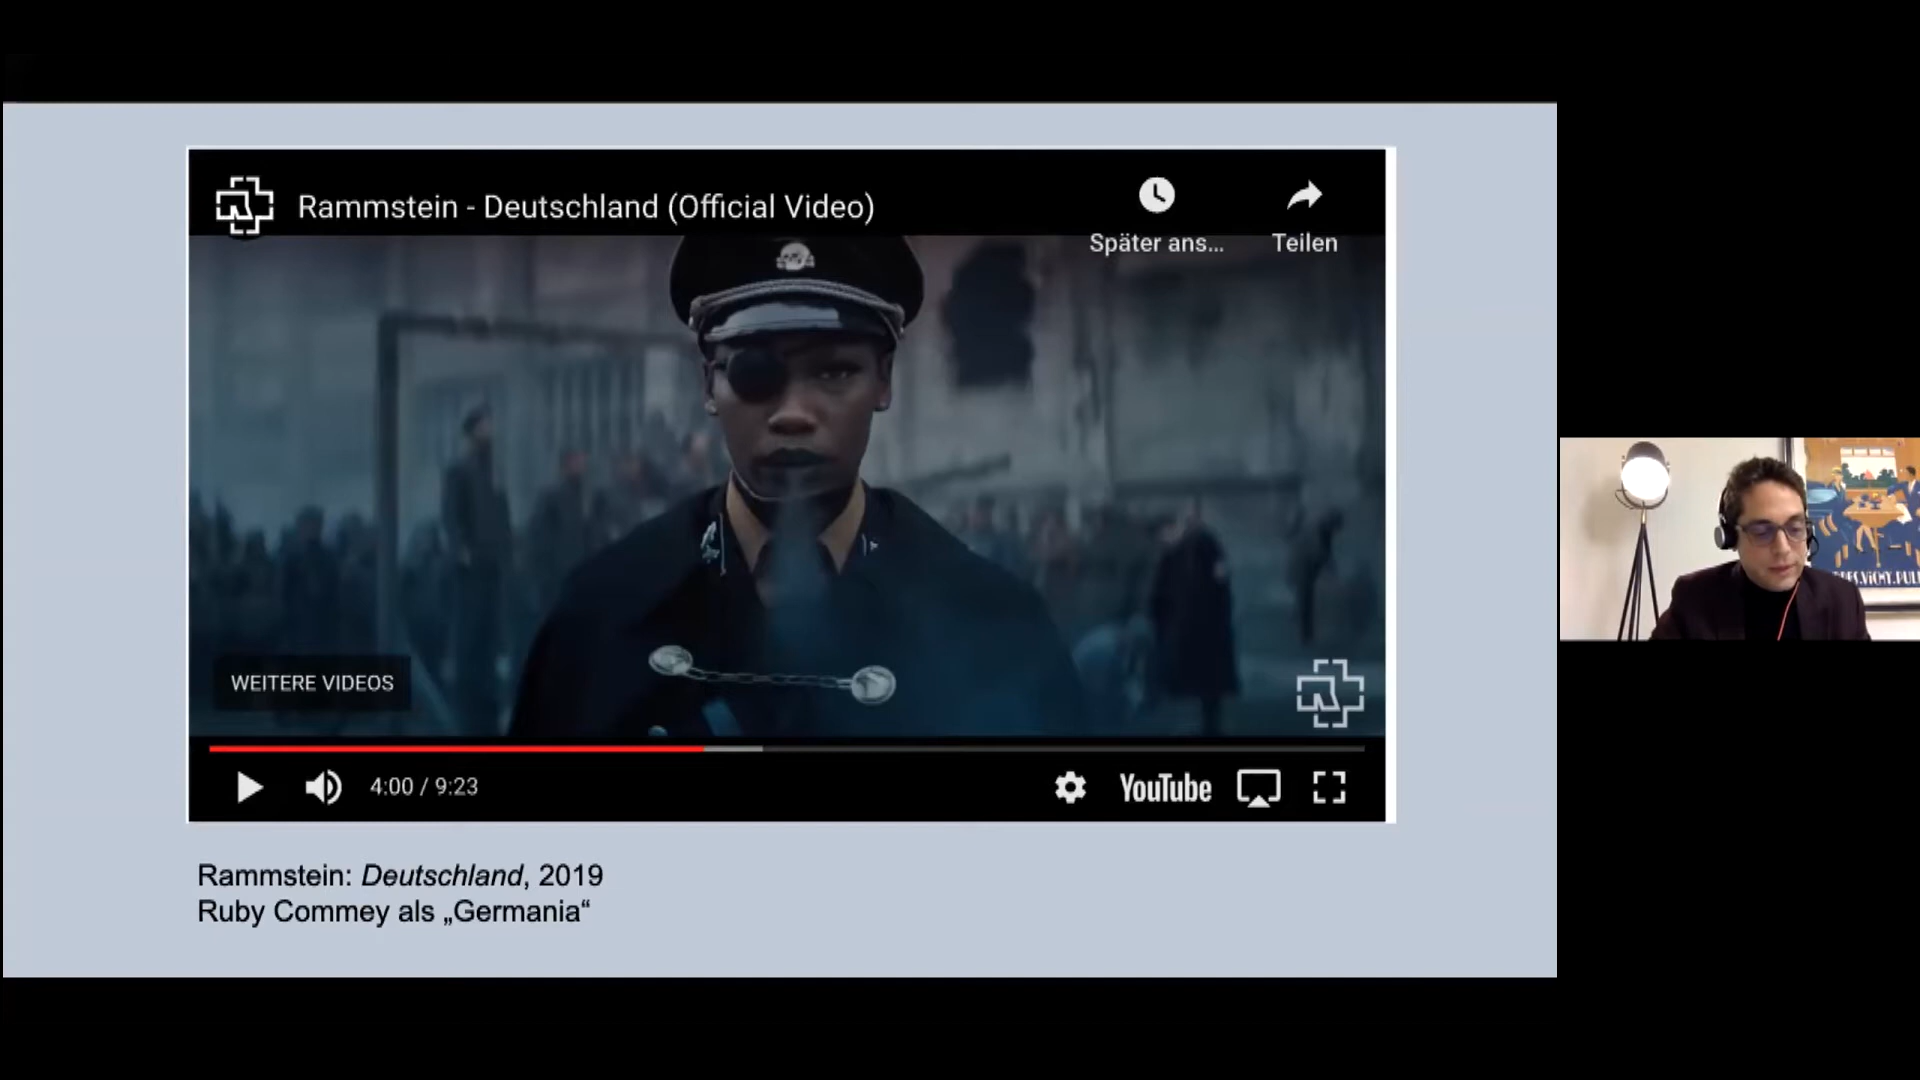 Rammstein - Deutschland (Official Video)
Später ans...
Teilen
WEITERE VIDEOS
4:00 / 9:23
YouTube
Rammstein: Deutschland, 2019
Ruby Commey als „Germania“